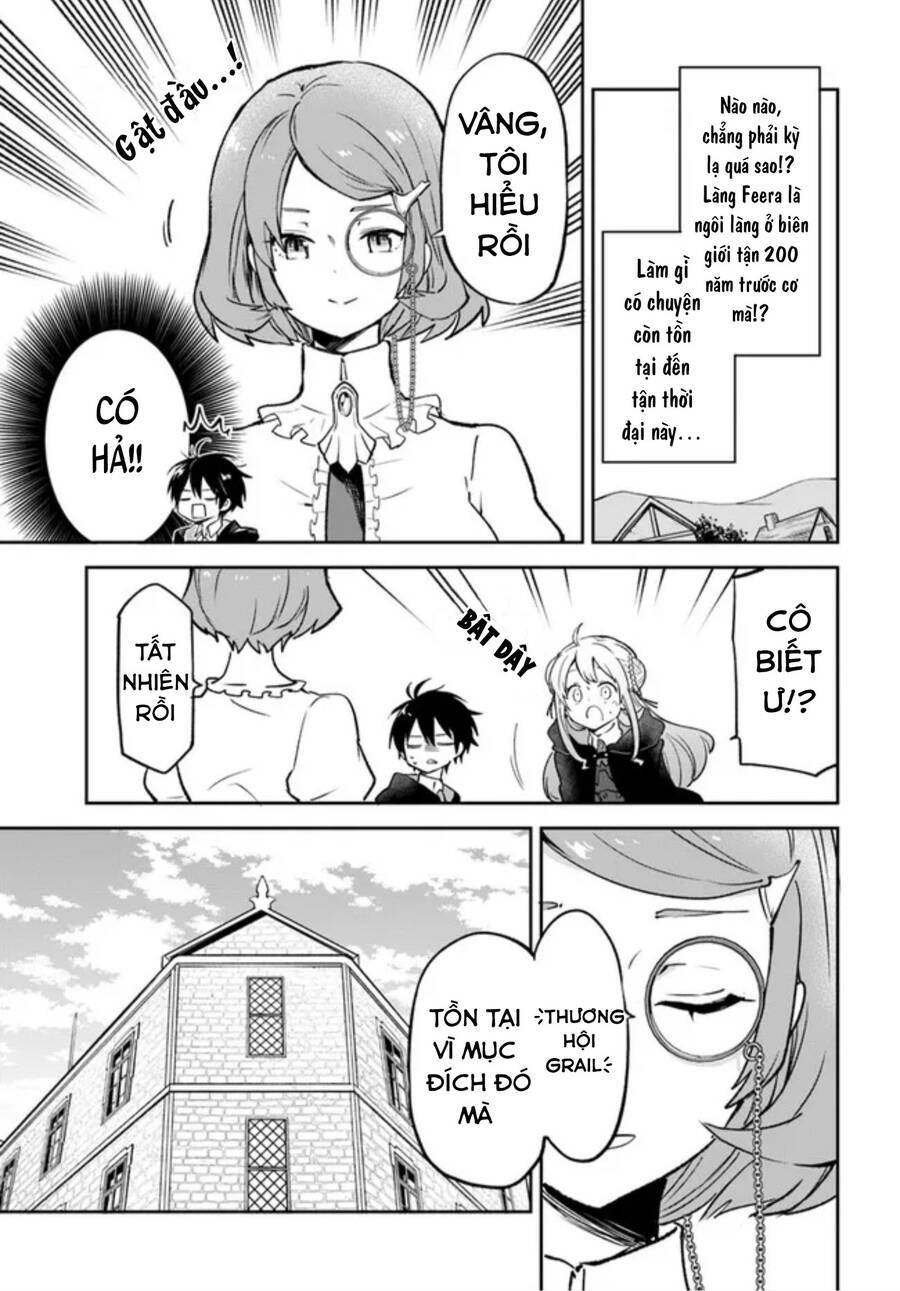 Nào nào,
chẳng phải kỳ
lạ quá sao!?
Làng Feera là
ngôi làng ở biên
giới tận 200
năm trước cơ
mà!?
Làm gì
có chuyện
còn tồn
tại đến
tận thời
đại này...
VÂNG,
TÔI
HIỂU
RỒI
Gật đầu...!
CÓ
HẢ!!
CÔ
BIẾT
Ư!?
BẬT DẬY
TẤT
NHIÊN
RỒI
THƯƠNG
HỘI
GRAIL
TỒN TẠI
VÌ MỤC
ĐÍCH ĐÓ
MÀ